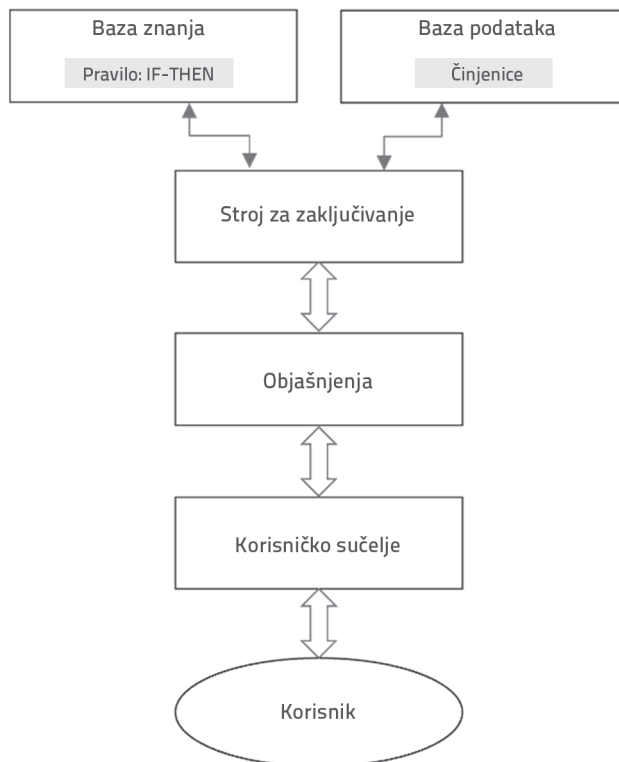 Baza znanja
Pravilo: IF-THEN
Baza podataka
Činjenice
Stroj za zaključivanje
Objašnjenja
Korisničko sučelje
Korisnik